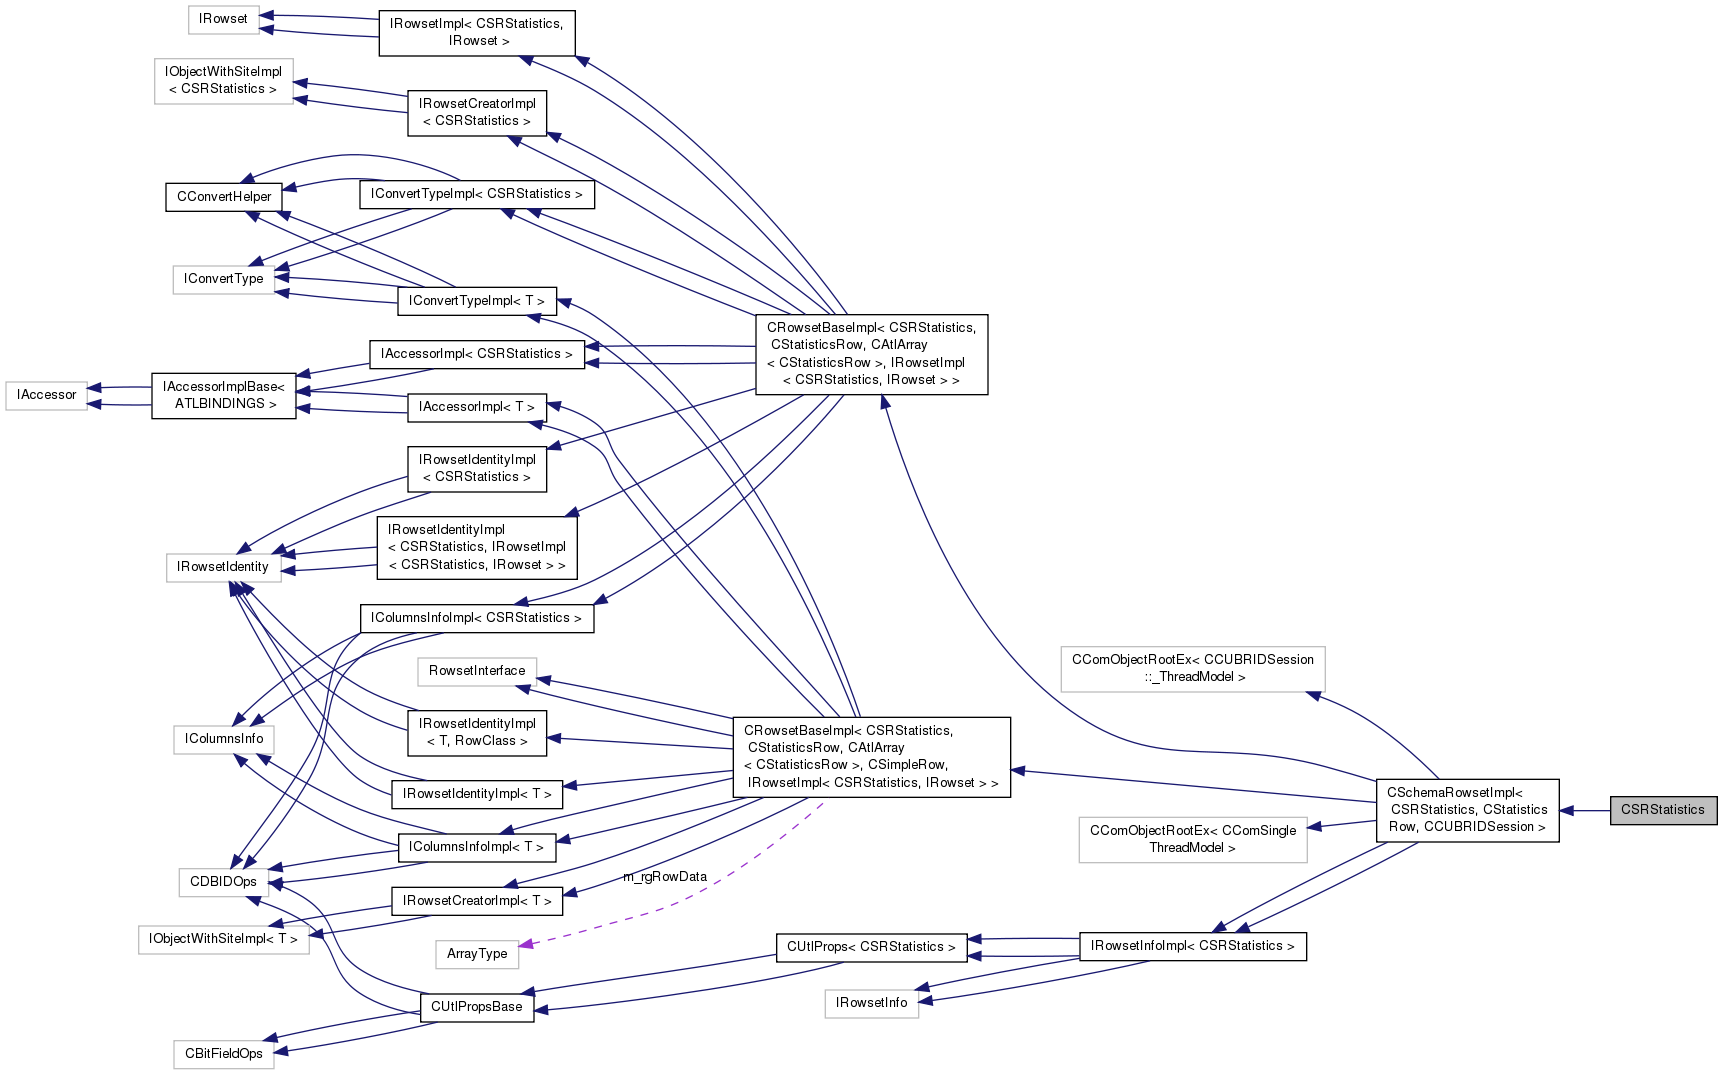 IRowset
IRowsetImpl< CSRStatistics,
IRowset >
IObjectWithSiteImpl
< CSRStatistics >
IRowsetCreatorImpl
< CSRStatistics >
CConvertHelper
IConvertTypeImpl< CSRStatistics >
IConvertType
IConvertTypeImpl< T >
CRowsetBaseImpl< CSRStatistics,
CStatisticsRow, CAtlArray
< CStatisticsRow >, IRowsetImpl
< CSRStatistics, IRowset > >
IAccessorImpl< CSRStatistics >
IAccessor
IAccessorImplBase<
ATLBINDINGS >
IAccessorImpl< T >
IRowsetIdentityImpl
< CSRStatistics >
IRowsetIdentityImpl
< CSRStatistics, IRowsetImpl
< CSRStatistics, IRowset > >
IRowsetIdentity
IColumnsInfoImpl< CSRStatistics >
RowsetInterface
CComObjectRootEx< CCUBRIDSession
::_ThreadModel >
IColumnsInfo
IRowsetIdentityImpl
< T, RowClass >
CRowsetBaseImpl< CSRStatistics,
CStatisticsRow, CAtlArray
< CStatisticsRow >, CSimpleRow,
IRowsetImpl< CSRStatistics, IRowset > >
IRowsetIdentityImpl< T >
CSchemaRowsetImpl<
CSRStatistics, CStatistics
Row, CCUBRIDSession >
CSRStatistics
CComObjectRootEx< CComSingle
ThreadModel >
IColumnsInfoImpl< T >
CDBIDOps
m_rgRowData
IRowsetCreatorImpl< T >
IObjectWithSiteImpl< T >
ArrayType
CUtlProps< CSRStatistics >
IRowsetInfoImpl< CSRStatistics >
IRowsetInfo
CUtlPropsBase
CBitFieldOps